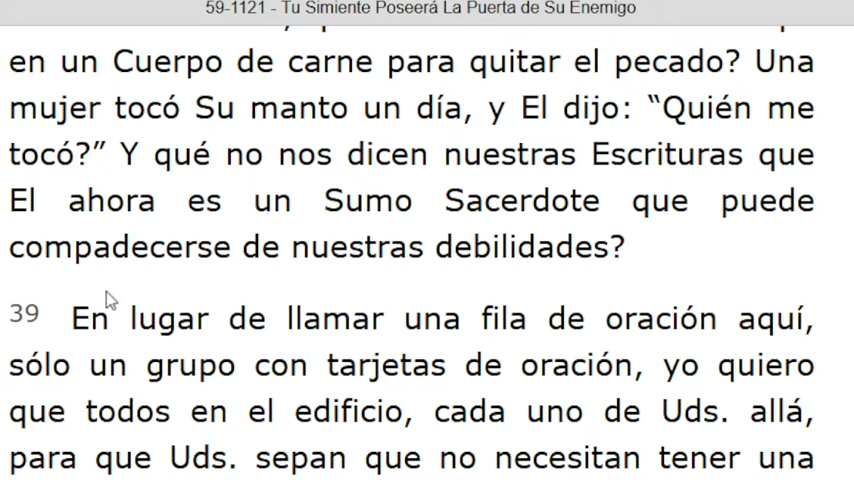 59-1121 - Tu Simiente Poseerá La Puerta de Su Enemigo
en un Cuerpo de carne para quitar el pecado? Una
mujer tocó Su manto un día, y El dijo: “Quién me
tocó?” Y qué no nos dicen nuestras Escrituras que
El ahora es un Sumo Sacerdote que puede
compadecerse de nuestras debilidades?
39 En lugar de llamar una fila de oración aquí,
sólo un grupo con tarjetas de oración, yo quiero
que todos en el edificio, cada uno de Uds. allá,
para que Uds. sepan que no necesitan tener una